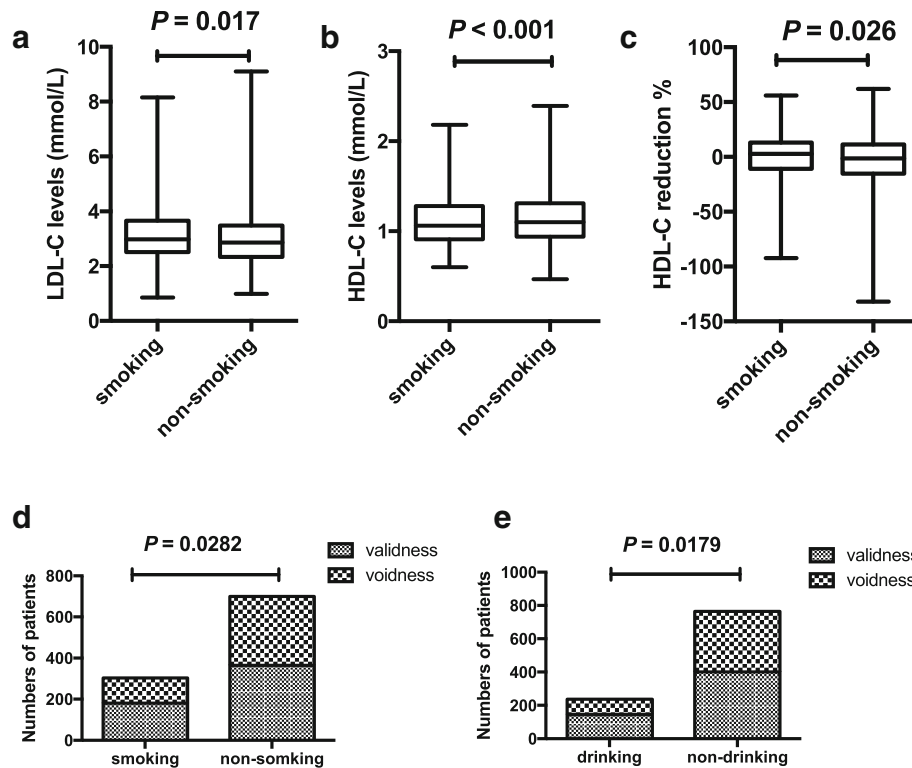 a
P = 0.017
LDL-C levels (mmol/L)
10
8
6
4
2
0
smoking
non-smoking
b
P < 0.001
HDL-C levels (mmol/L)
3
2
1
0
smoking
non-smoking
c
P = 0.026
HDL-C reduction %
100
50
0
-50
-100
-150
smoking
non-smoking
d
P = 0.0282
validness
voidness
Numbers of patients
800
600
400
200
0
smoking
non-somking
e
P = 0.0179
validness
voidness
Numbers of patients
1000
800
600
400
200
0
drinking
non-drinking